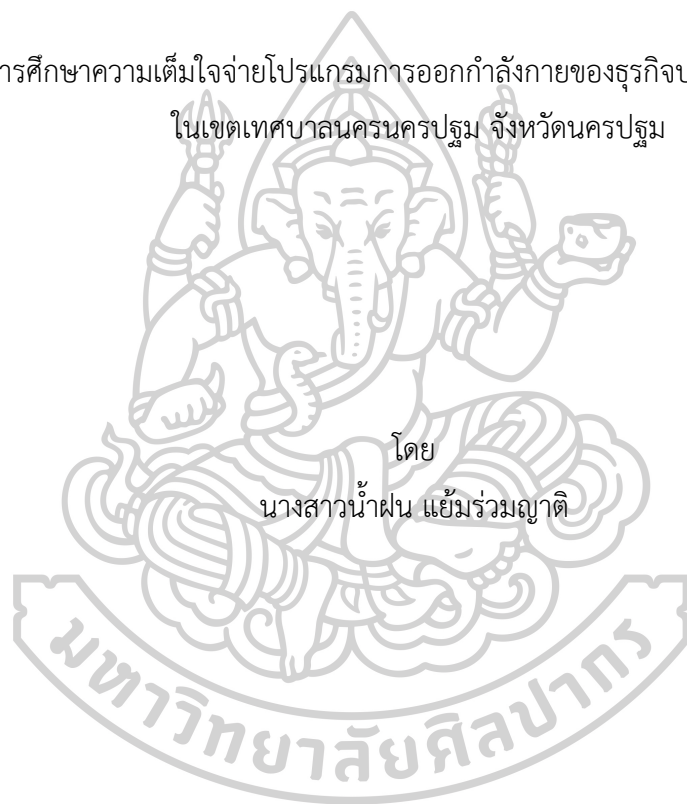 ารศึกษาความเต็มใจจ่ายโปรแกรมการออกกำลังกายของธุรกิจบ
ในเขตเทศบาลนครนครปฐม จังหวัดนครปฐม
โดย
นางสาวน้ำฝน แย้มร่วมญาติ
มหาวิทยาลัยศิลปากร